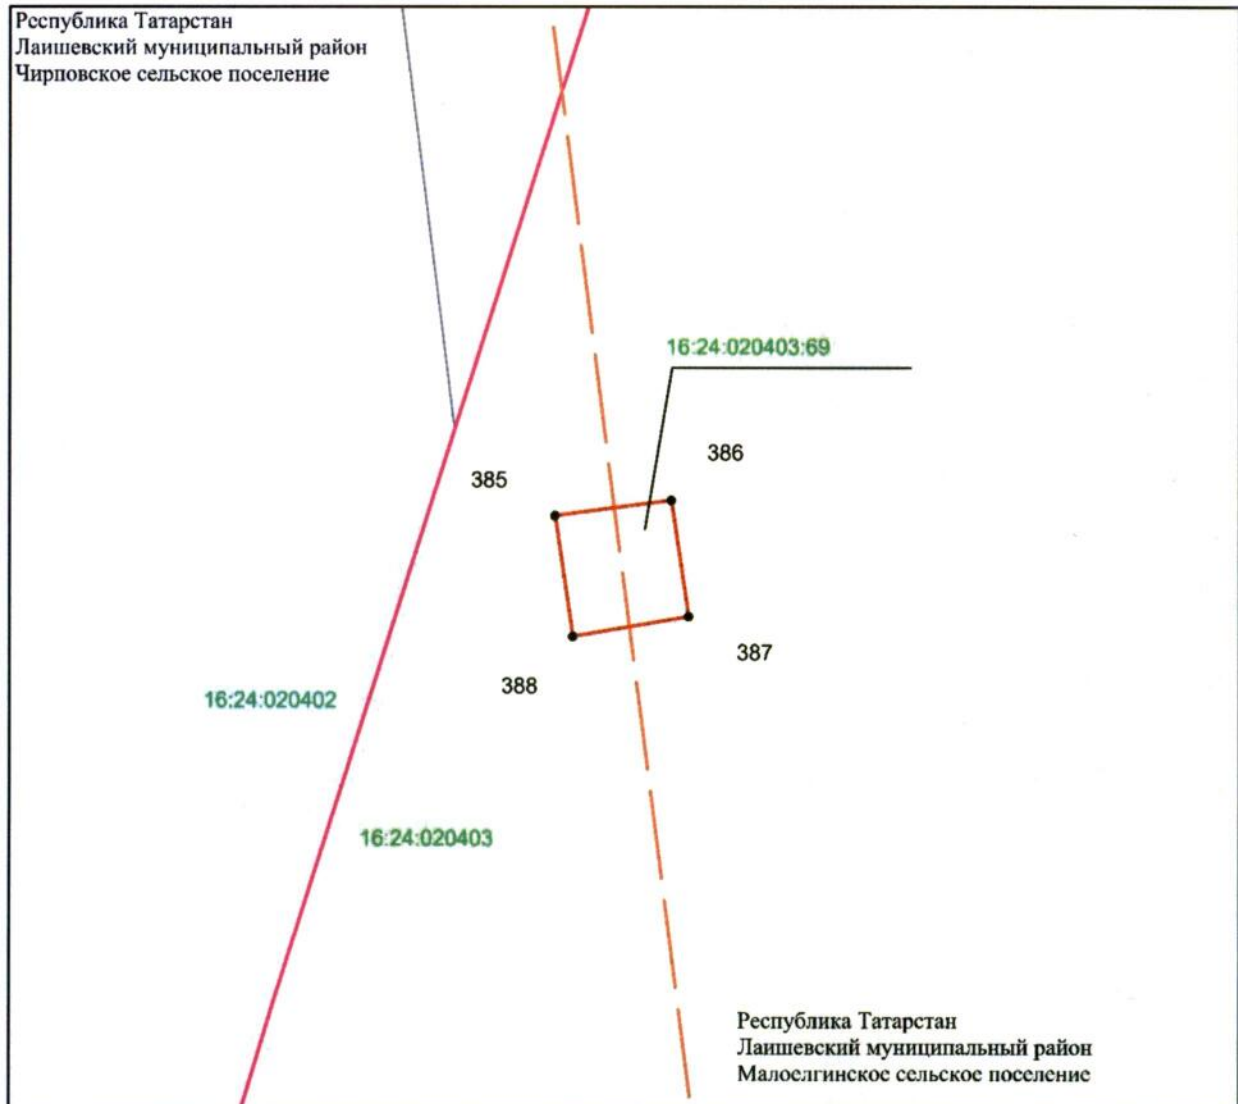 Республика Татарстан
Лаишевский муниципальный район
Чирповское сельское поселение
16:24:020403:69
386
385
387
388
16:24:020402
16:24:020403
Республика Татарстан
Лаишевский муниципальный район
Малоелгинское сельское поселение